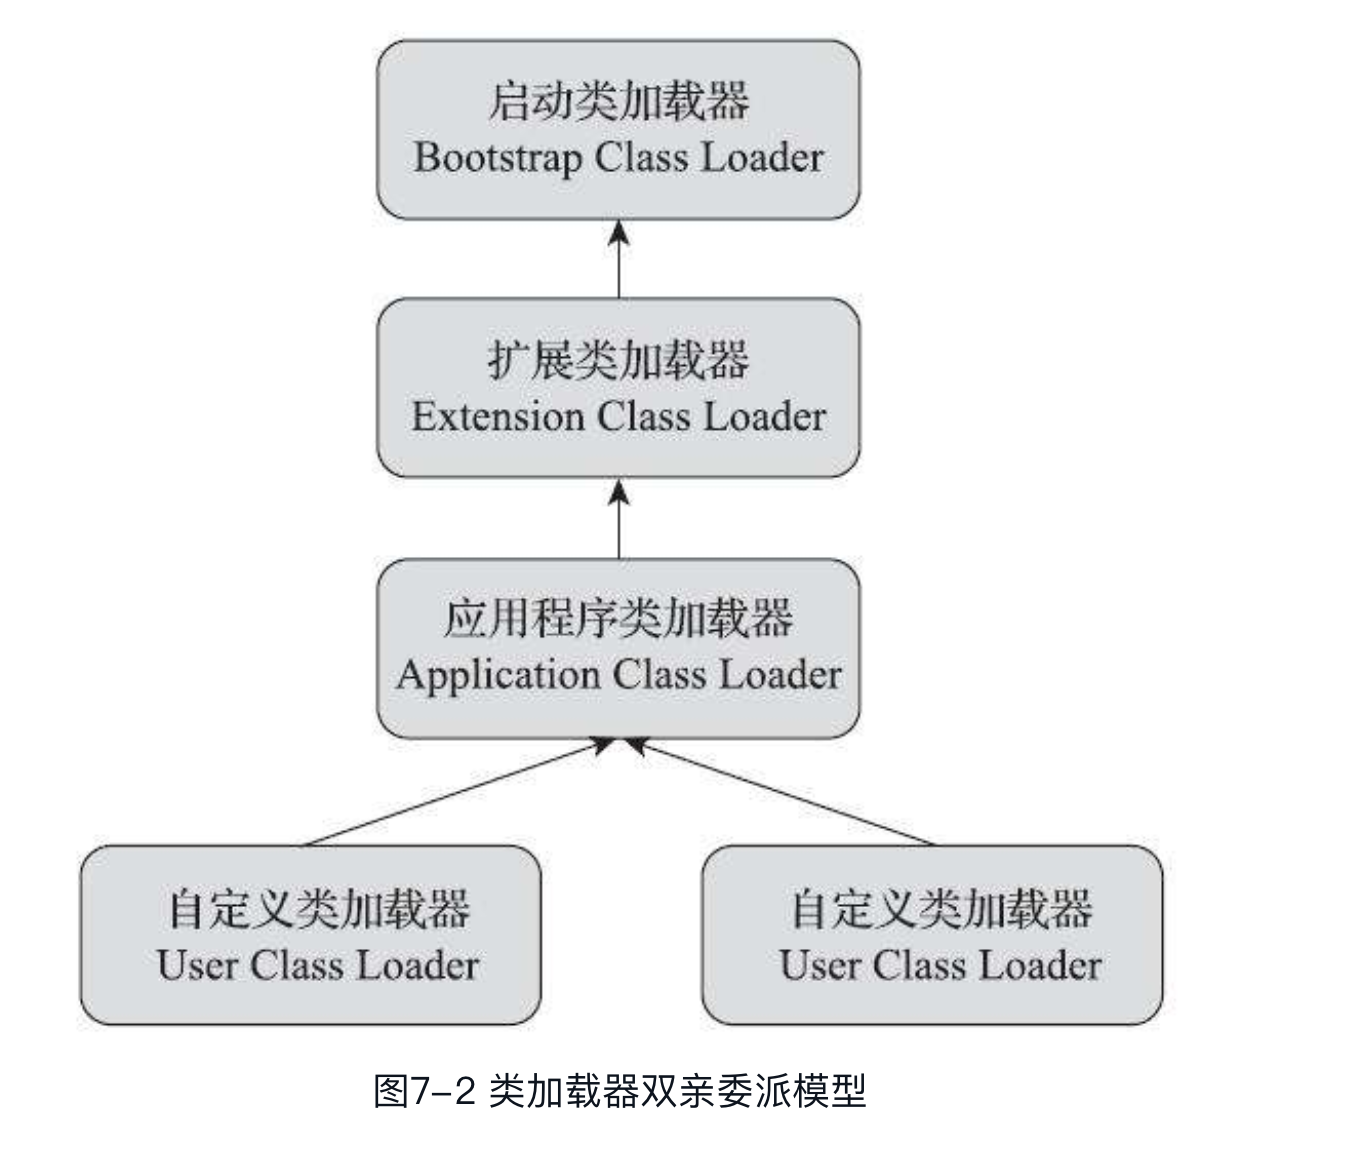 启动类加载器
Bootstrap Class Loader
扩展类加载器
Extension Class Loader
应用程序类加载器
Application Class Loader
自定义类加载器
User Class Loader
自定义类加载器
User Class Loader
图7-2 类加载器双亲委派模型